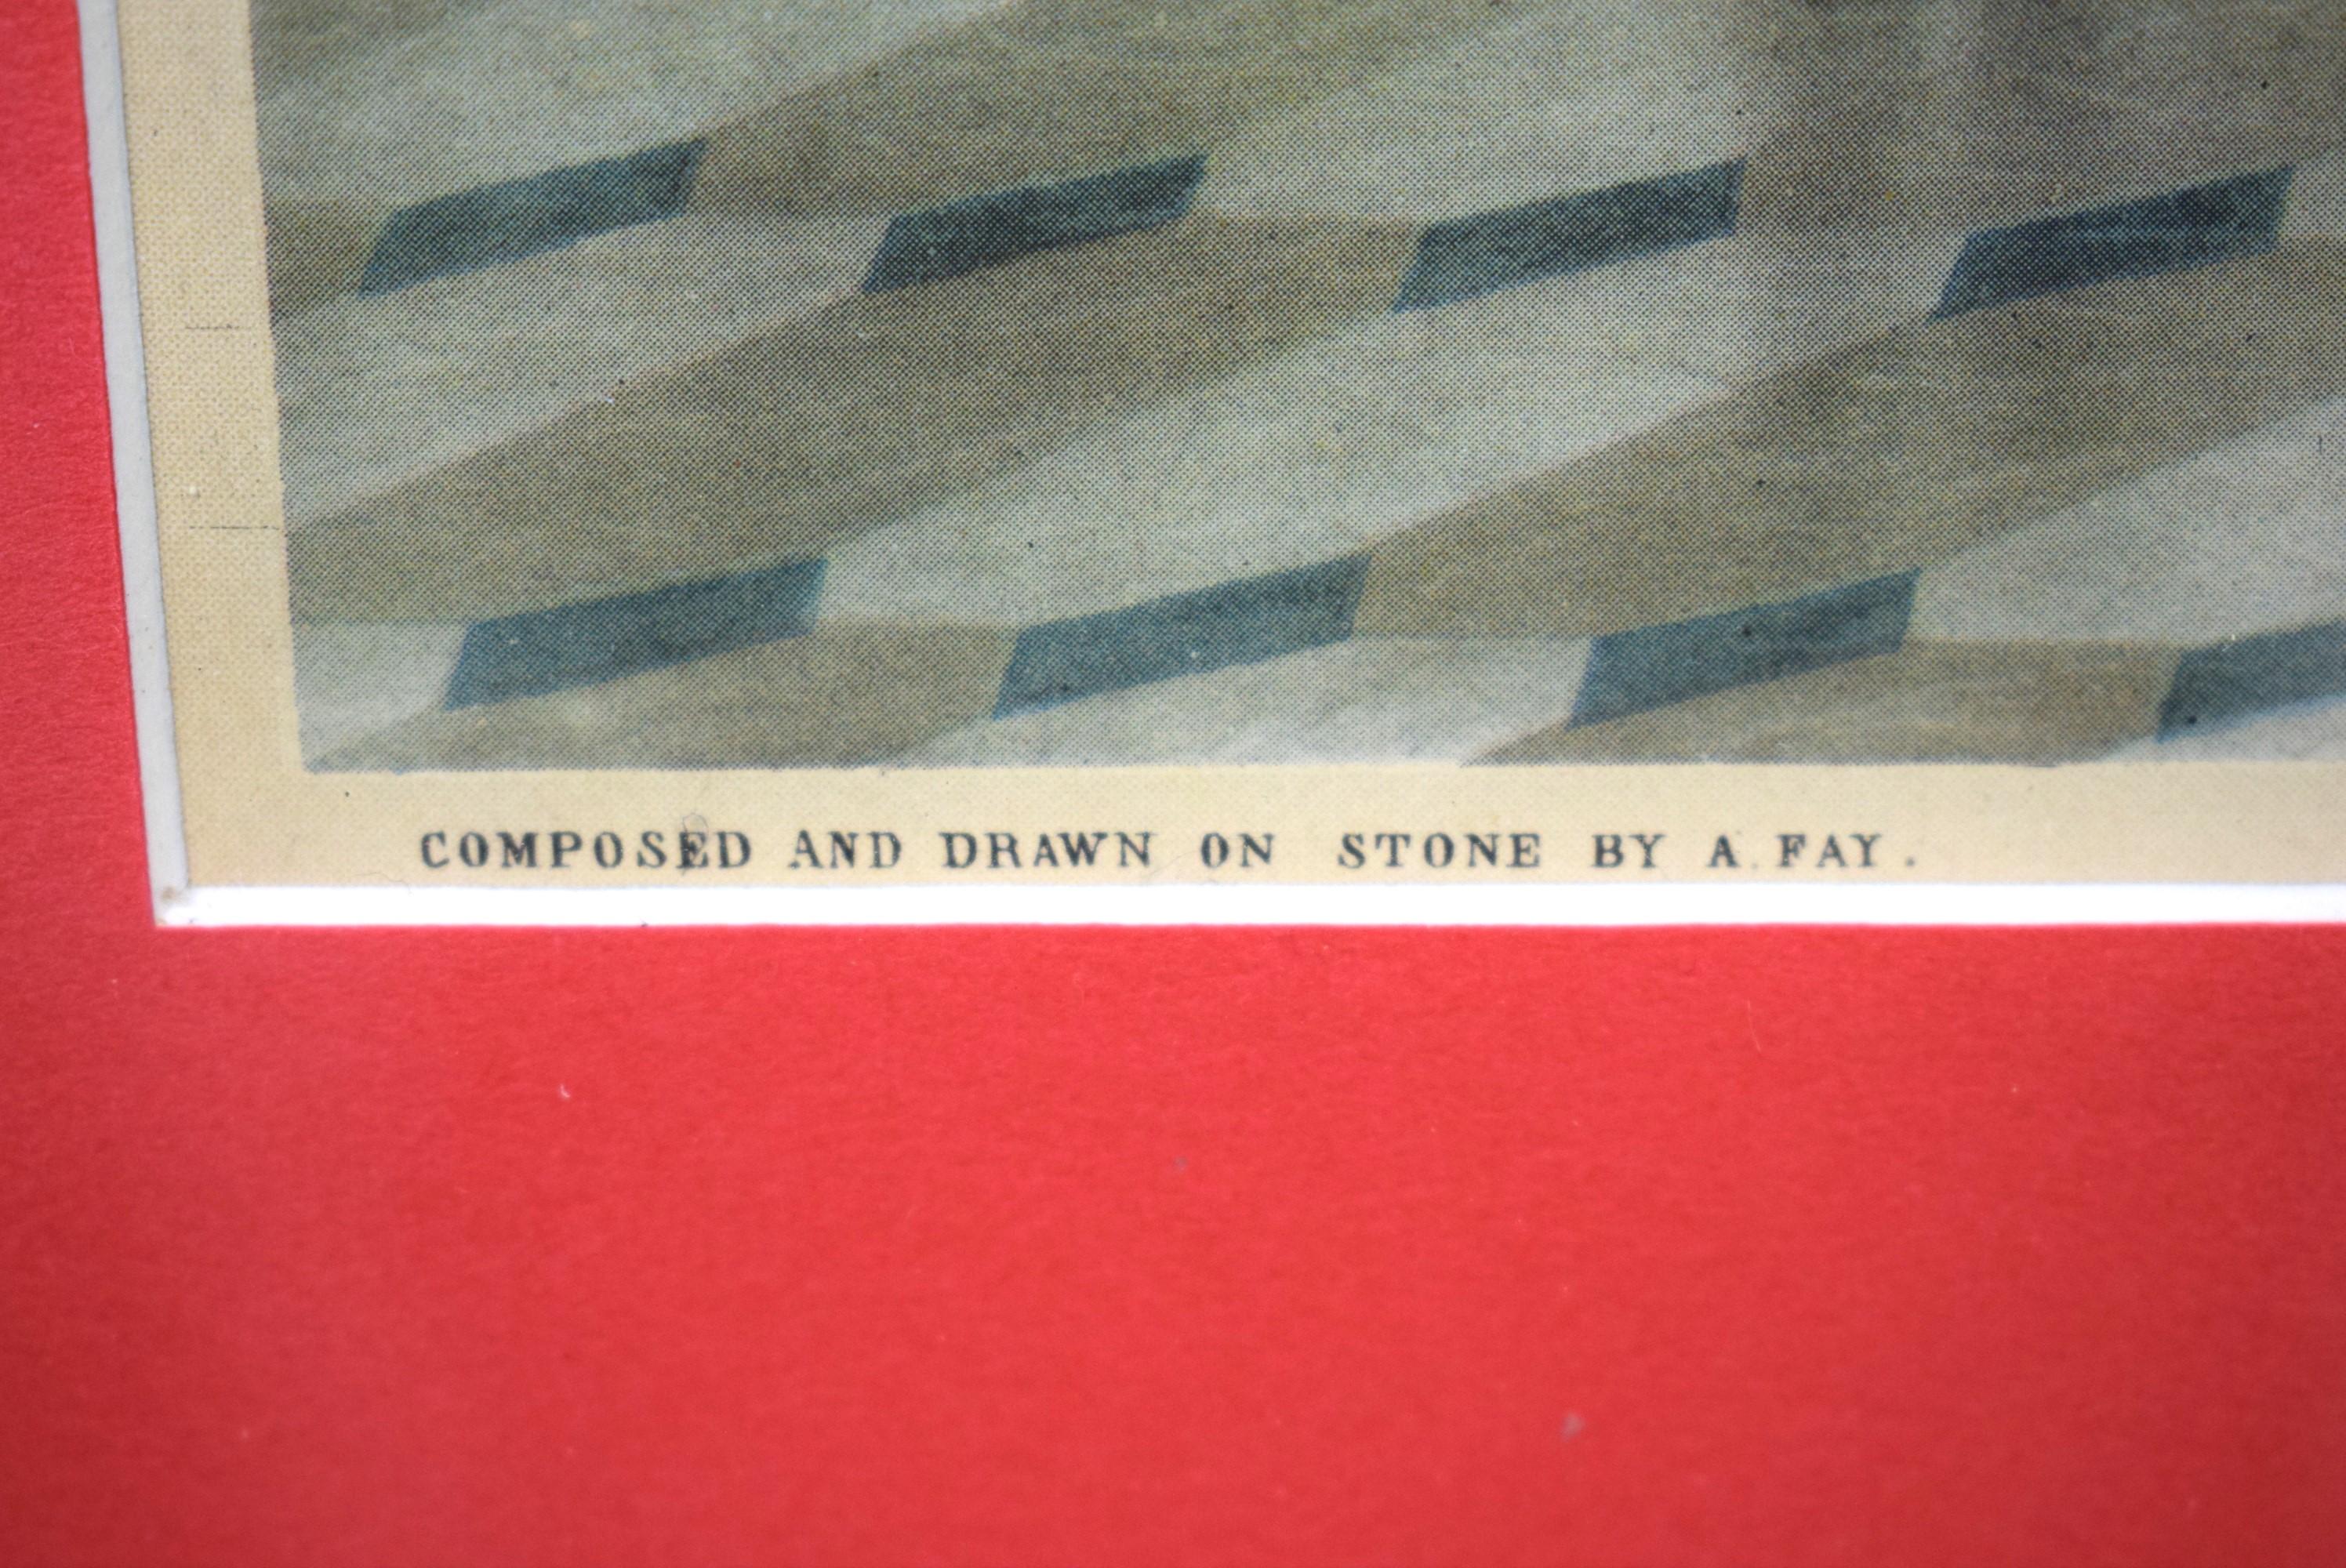 COMPOSED AND DRAWN ON STONE BY A. FAY.